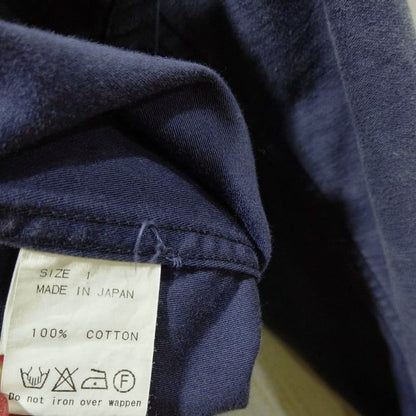 SIZE 1
MADE IN JAPAN
100% COTTON
F
Do not iron over wappen